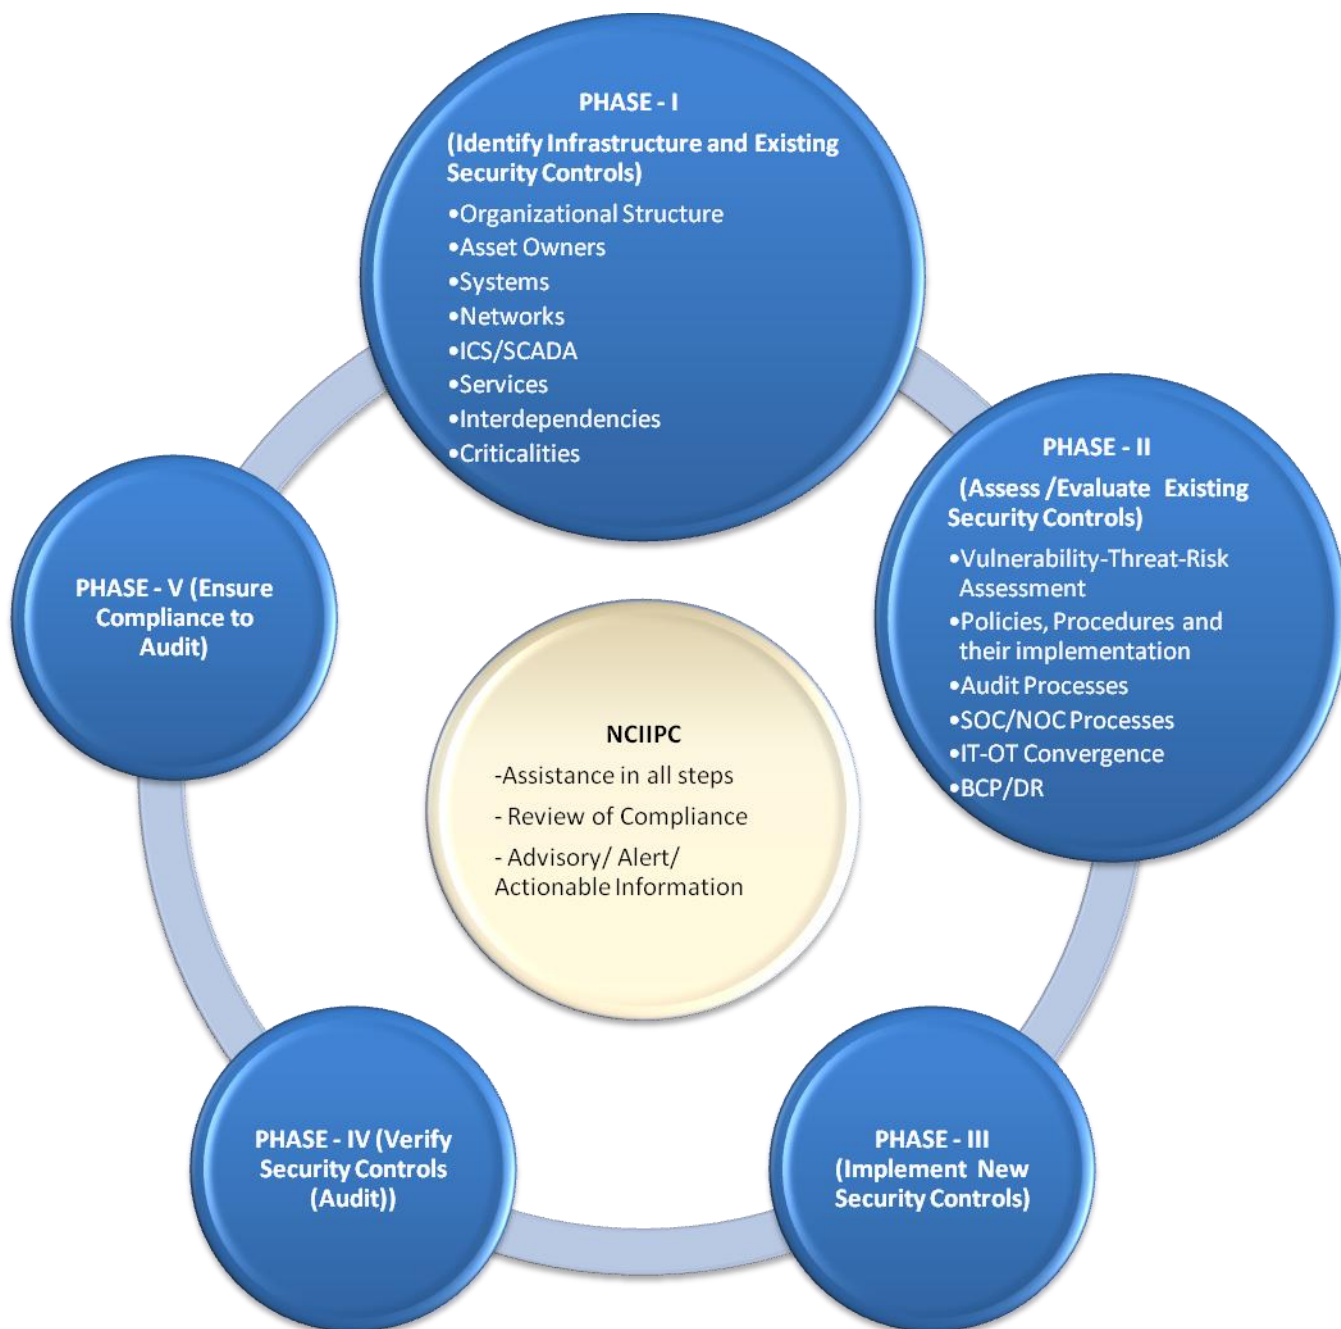 PHASE - I
(Identify Infrastructure and Existing
Security Controls)
•Organizational Structure
•Asset Owners
•Systems
•Networks
•ICS/SCADA
•Services
•Interdependencies
•Criticalities
PHASE - II
(Assess /Evaluate Existing
Security Controls)
•Vulnerability-Threat-Risk
Assessment
•Policies, Procedures and
their implementation
•Audit Processes
•SOC/NOC Processes
•IT-OT Convergence
•BCP/DR
PHASE - III
(Implement New
Security Controls)
PHASE - IV (Verify
Security Controls
(Audit))
PHASE - V (Ensure
Compliance to
Audit)
NCIIPC
-Assistance in all steps
- Review of Compliance
- Advisory/ Alert/
Actionable Information